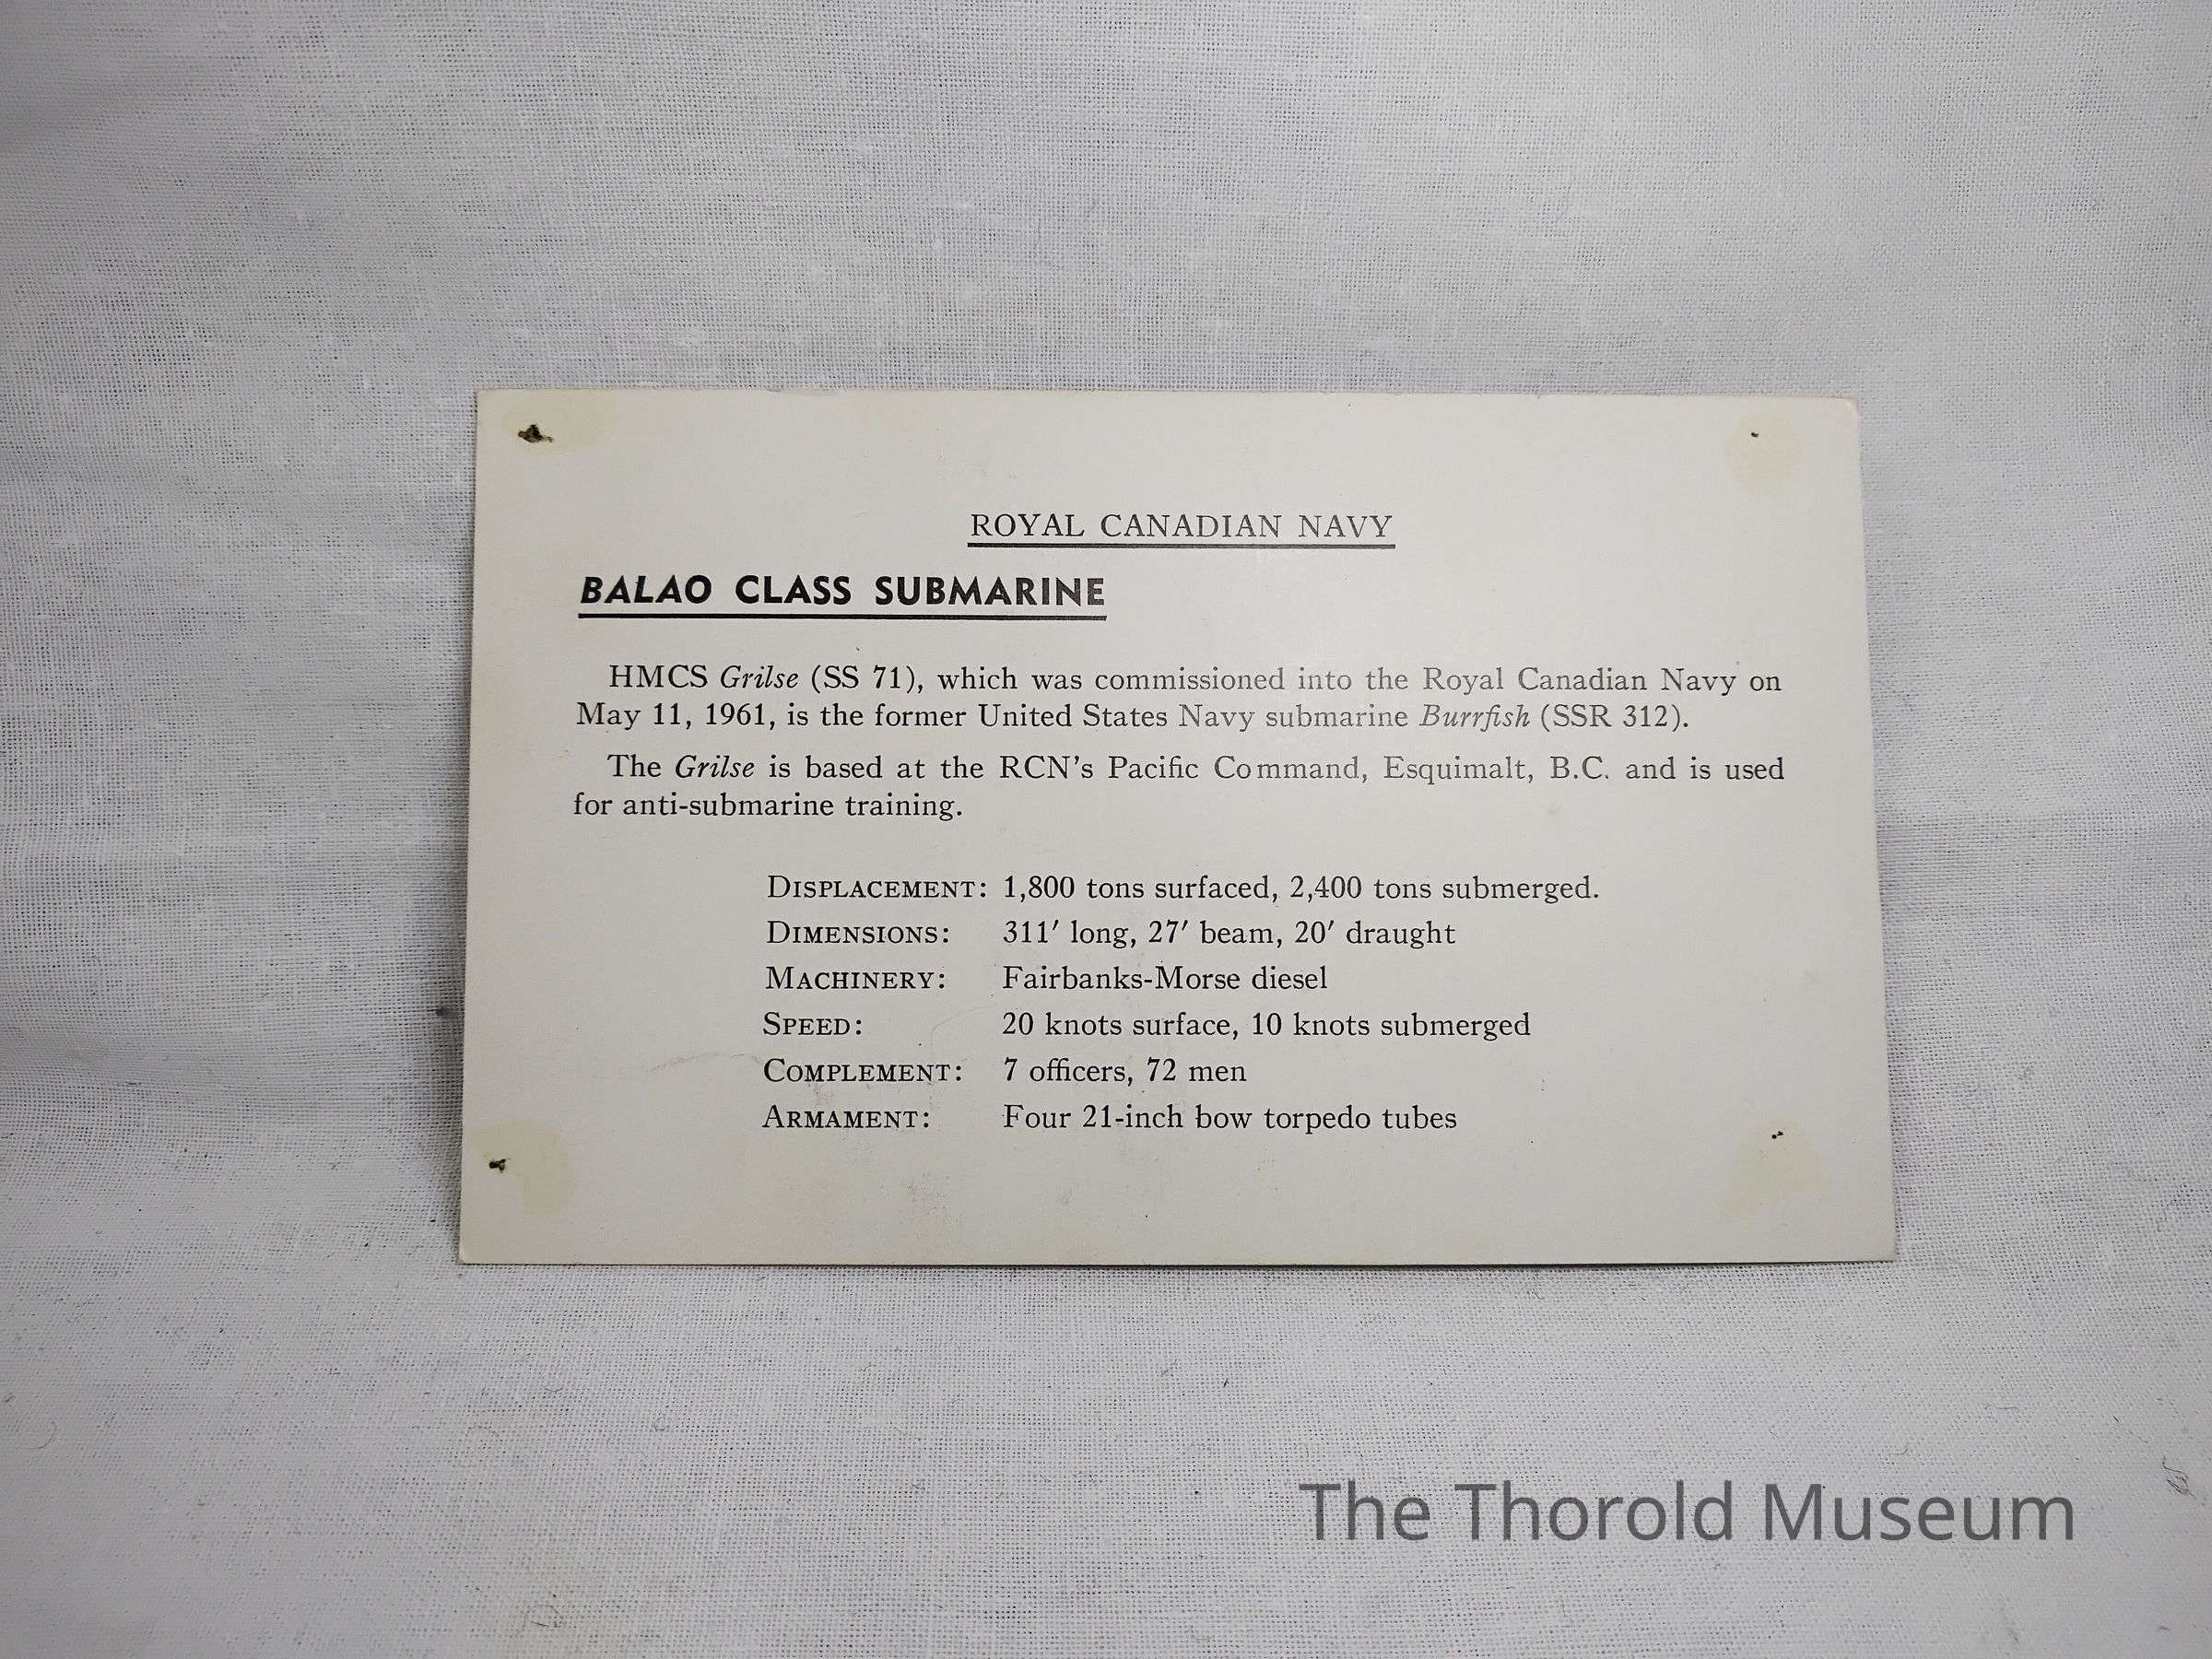 ROYAL CANADIAN NAVY
BALAO CLASS SUBMARINE
HMCS Grilse (SS 71), which was commissioned into the Royal Canadian Navy on
May 11, 1961, is the former United States Navy submarine Burrfish (SSR 312).
The Grilse is based at the RCN's Pacific Command, Esquimalt, B.C. and is used
for anti-submarine training.
DISPLACEMENT: 1,800 tons surfaced, 2,400 tons submerged.
DIMENSIONS: 311′ long, 27′ beam, 20′ draught
MACHINERY: Fairbanks-Morse diesel
SPEED: 20 knots surface, 10 knots submerged
COMPLEMENT: 7 officers, 72 men
ARMAMENT: Four 21-inch bow torpedo tubes
The Thorold Museum